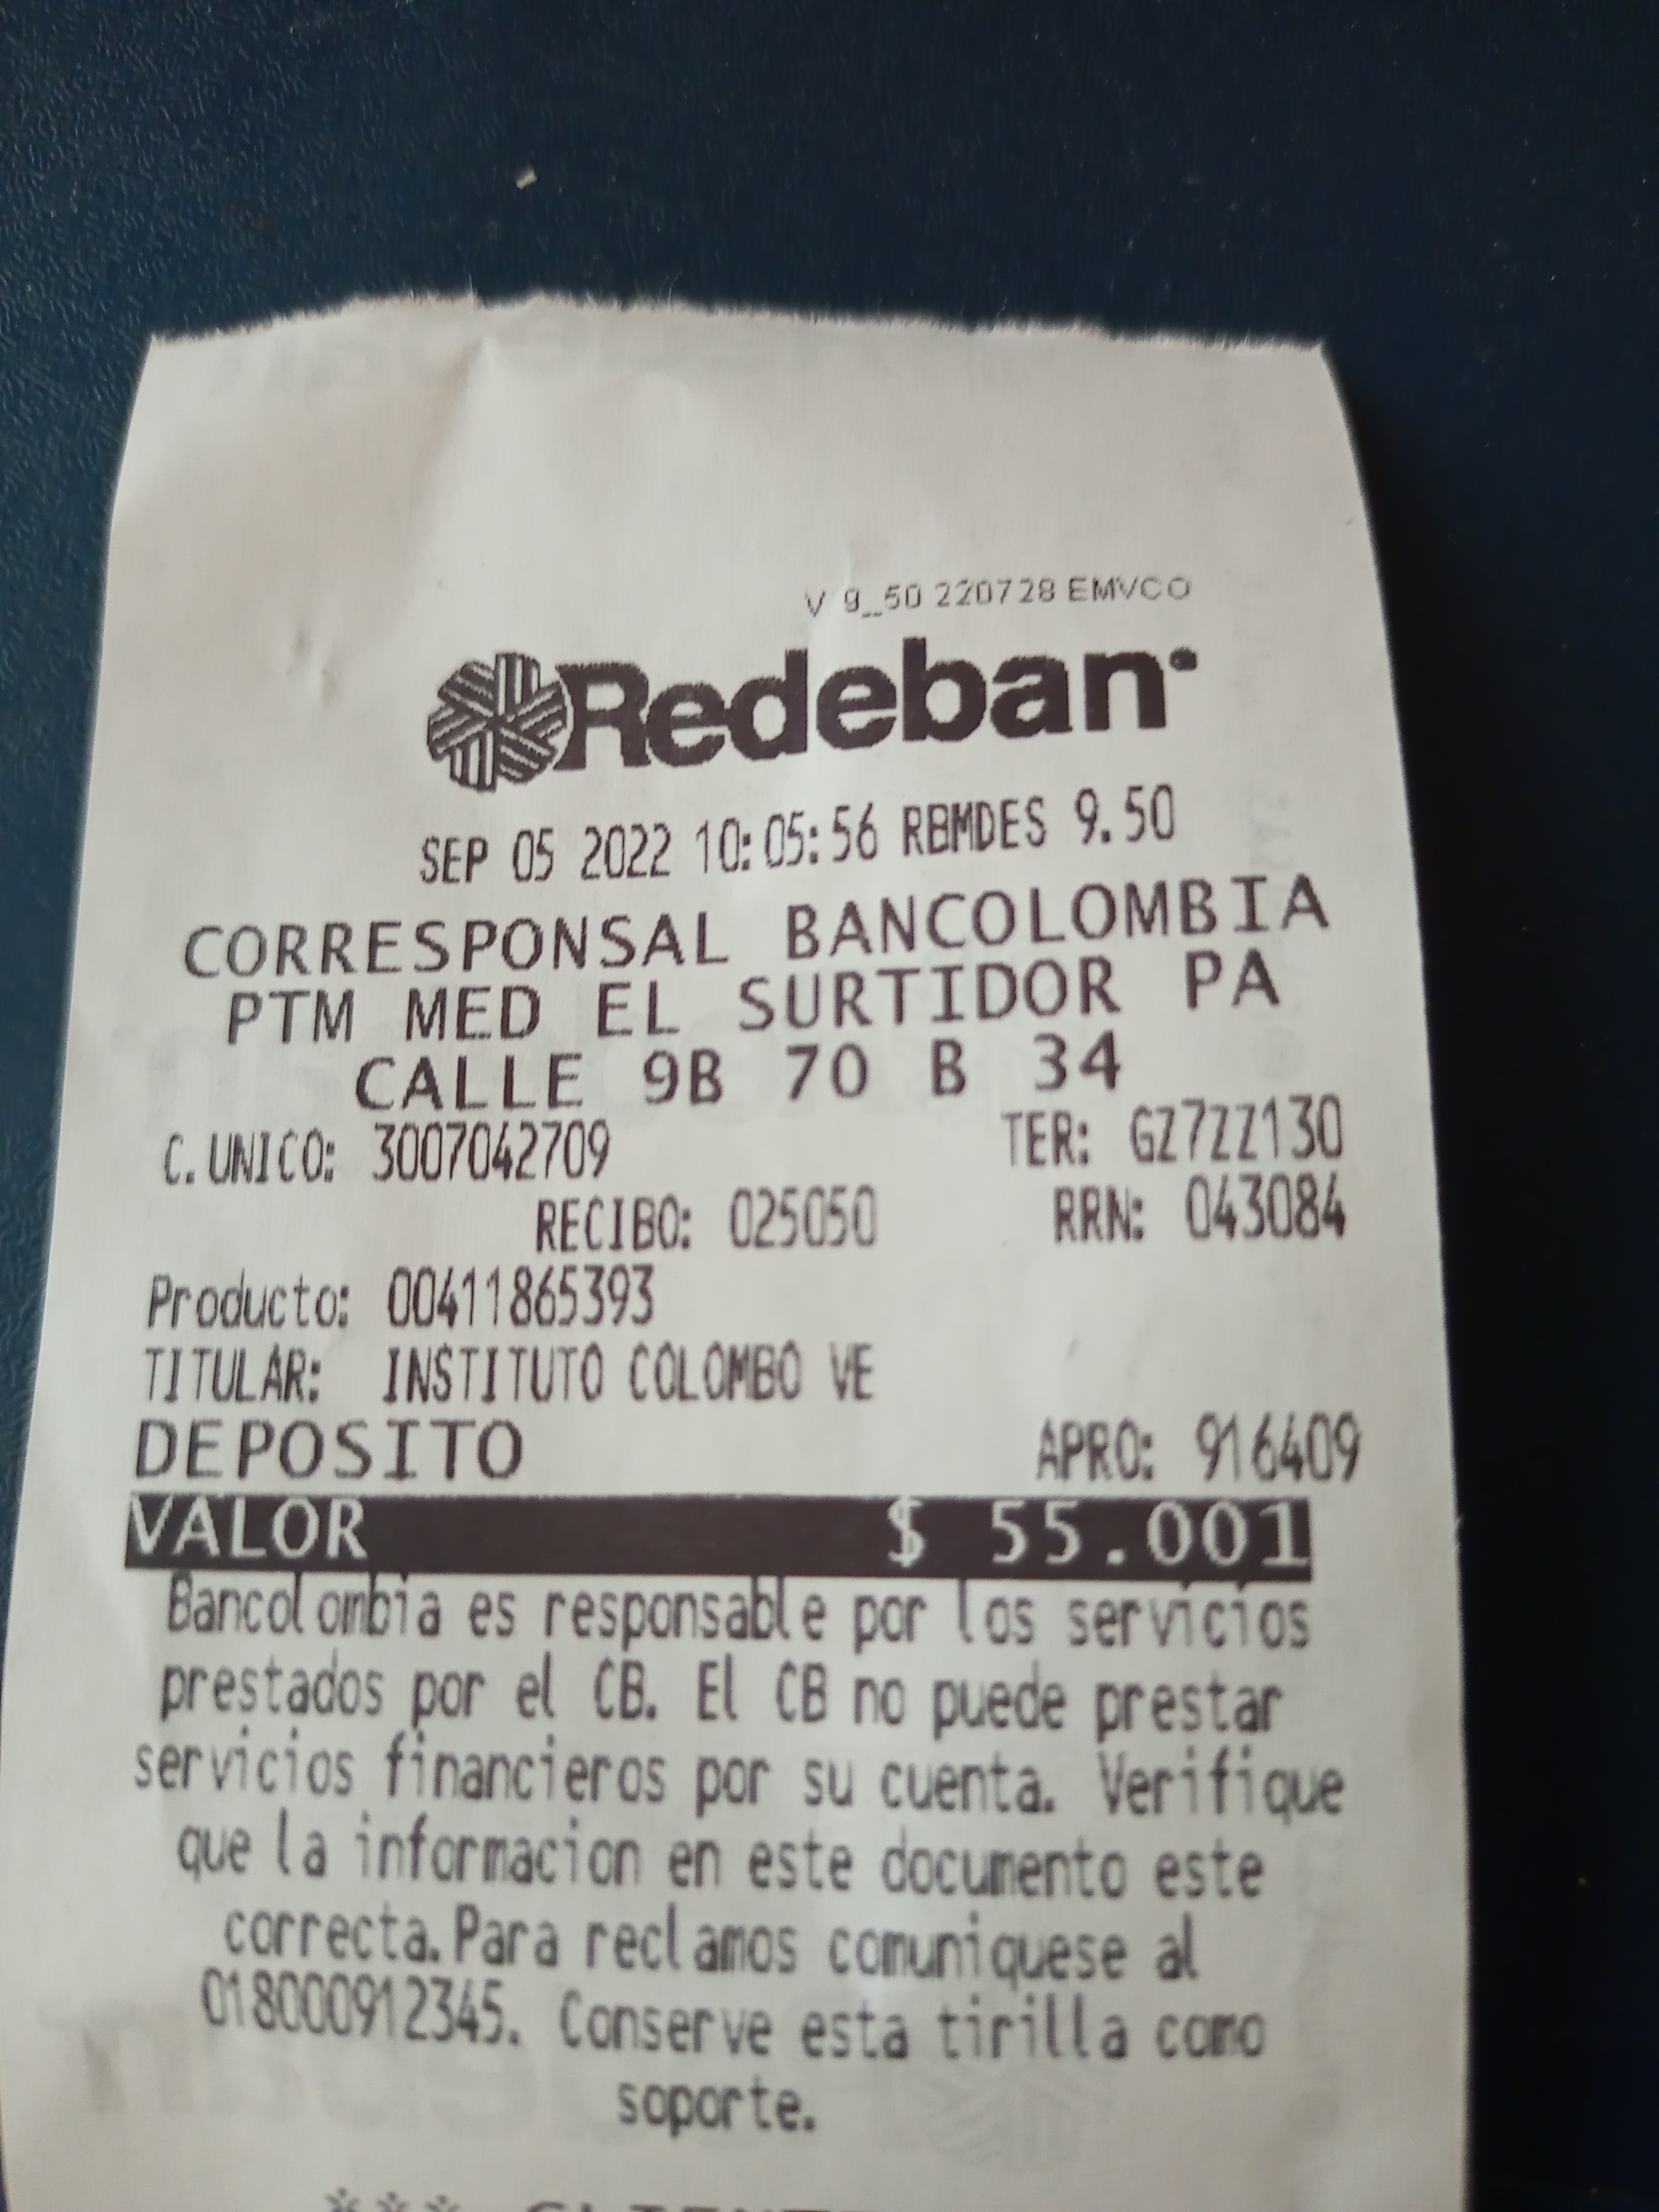 V 9_50 220728 EMVCO
Redeban
SEP 05 2022 10:05:56 RBMDES 9.50
CORRESPONSAL BANCOLOMBIA
PTM MED EL SURTIDOR PA
CALLE 9B 70 B 34
C.UNICO: 3007042709 TER: GZ7ZZ130
RECIBO: 025050 RRN: 043084
Producto: 00411865393
TITULAR: INSTITUTO COLOMBO VE
DEPOSITO APRO: 916409
VALOR $ 55.001
Bancolombia es responsable por los servicios
prestados por el CB. El CB no puede prestar
servicios financieros por su cuenta. Verifique
que la informacion en este documento este
correcta.Para reclamos comuniquese al
018000912345. Conserve esta tirilla como
soporte.